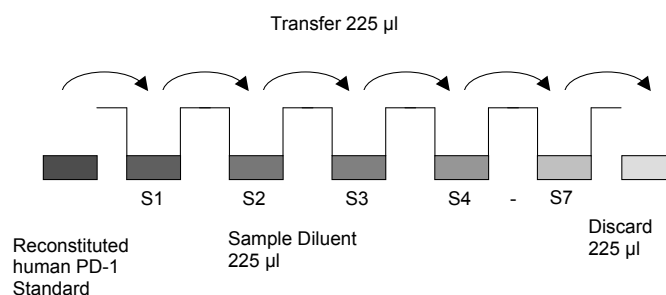 Transfer 225 µl
S1 S2 S3 S4 - S7
Reconstituted
human PD-1
Standard
Sample Diluent
225 µl
Discard
225 µl